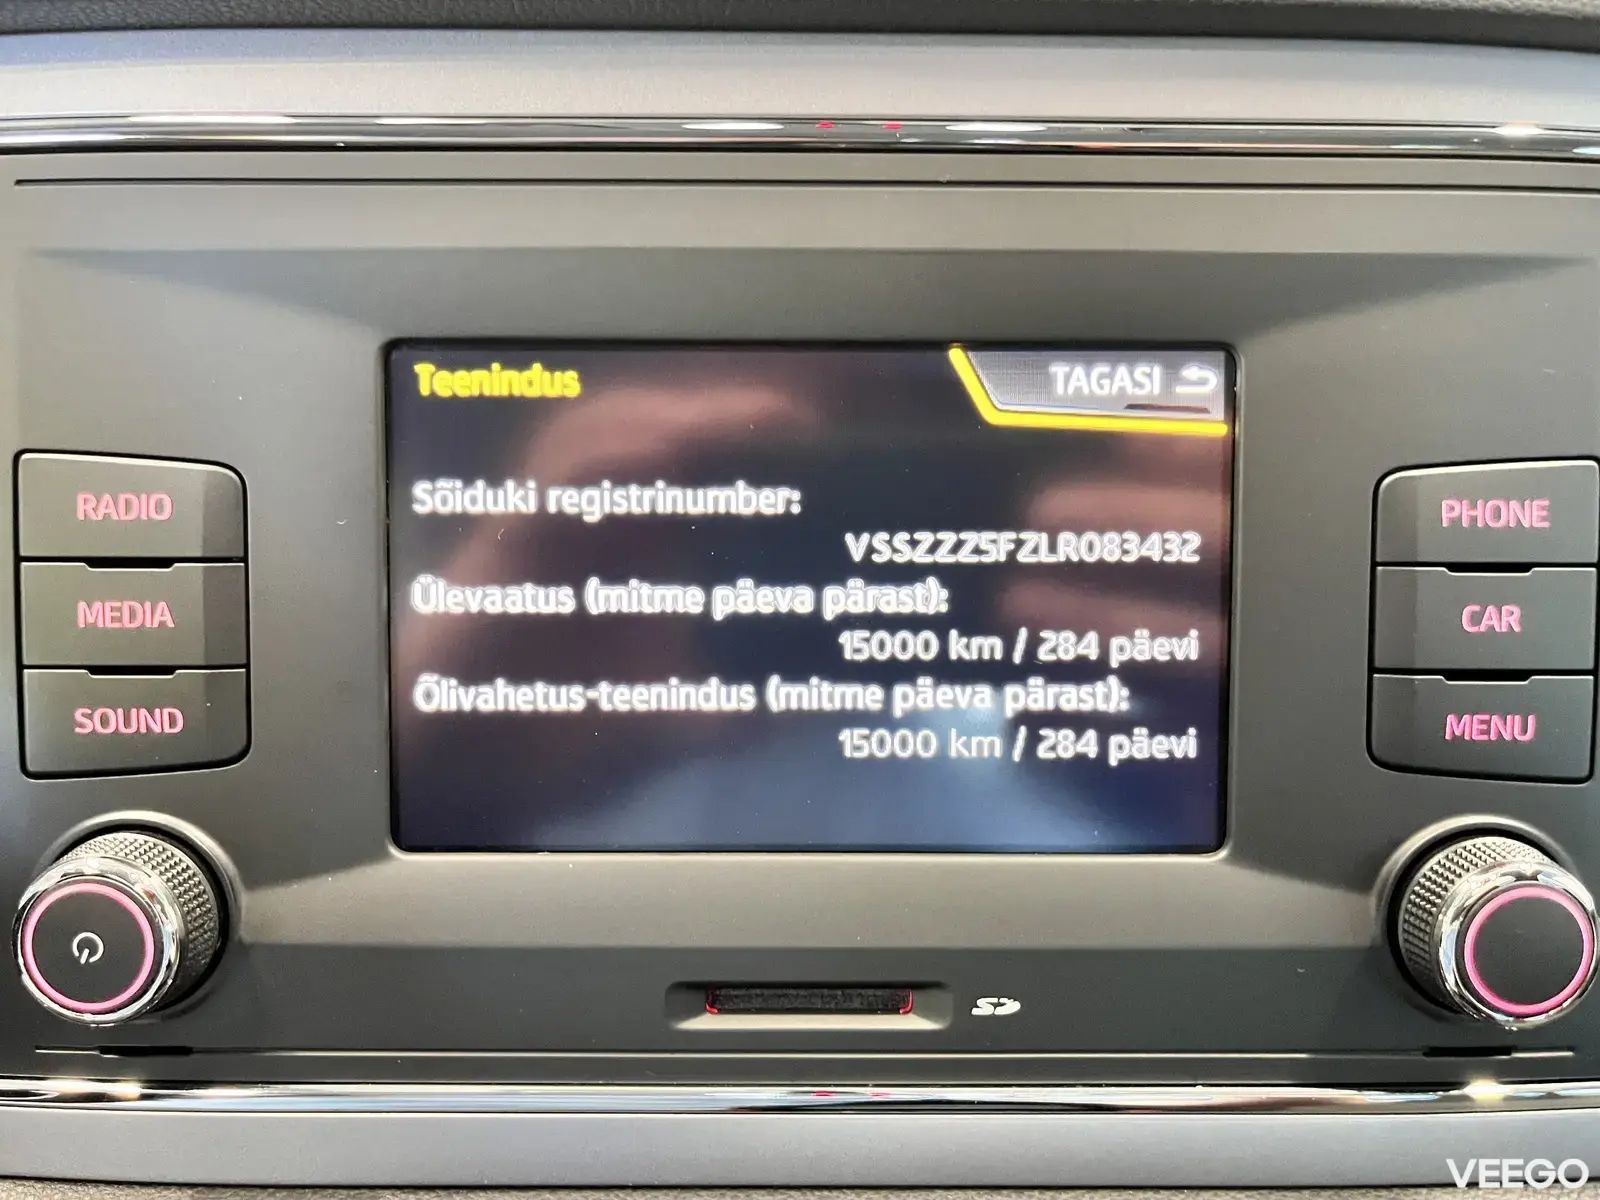 Teenindus
TAGASI
Sõiduki registrinumber:
VSSZZZ5FZLR083432
Ülevaatus (mitme päeva pärast):
15000 km / 284 päevi
Õlivahetus-teenindus (mitme päeva pärast):
15000 km / 284 päevi
RADIO
MEDIA
SOUND
PHONE
CAR
MENU
SD
VEEGO